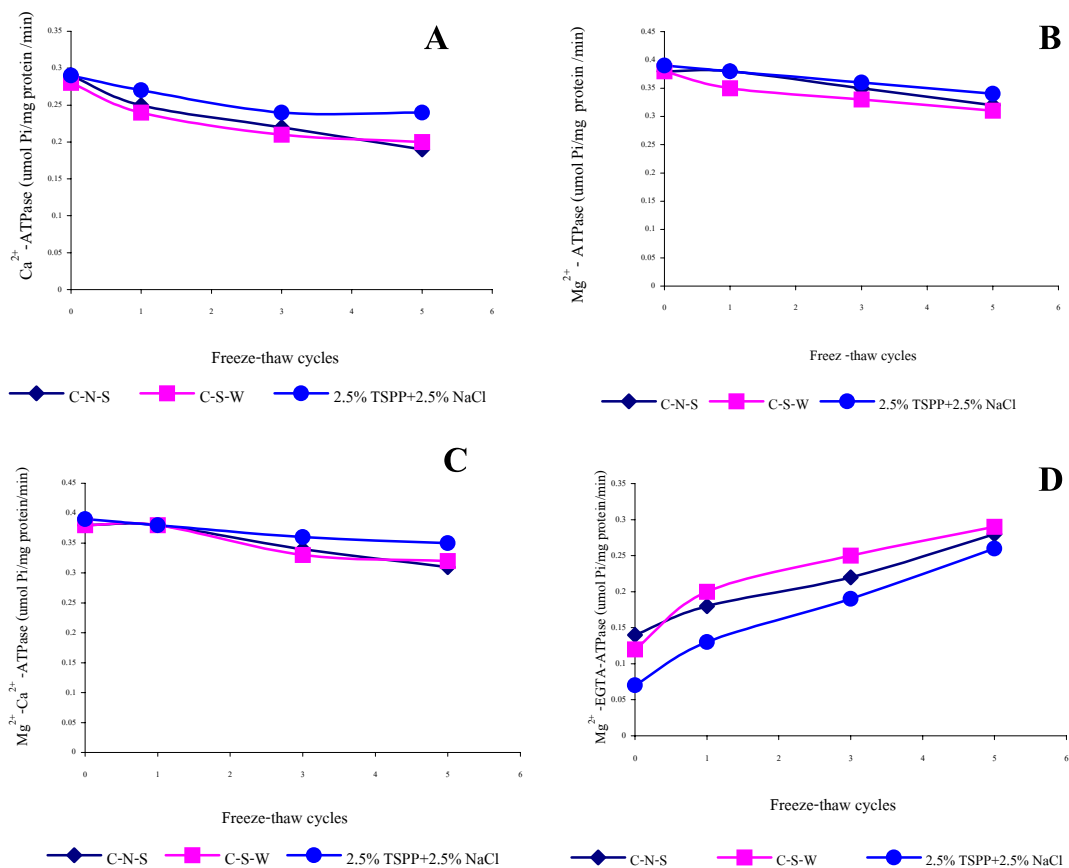 A
Ca2+ -ATPase (umol Pi/mg protein /min)
0.35
0.3
0.25
0.2
0.15
0.1
0.05
0
0 1 2 3 4 5 6
Freeze-thaw cycles
C-N-S C-S-W 2.5% TSPP+2.5% NaCl
B
Mg2+ - ATPase (umol Pi/mg protein /min)
0.45
0.4
0.35
0.3
0.25
0.2
0.15
0.1
0.05
0
0 1 2 3 4 5 6
Freez -thaw cycles
C-N-S C-S-W 2.5% TSPP+2.5% NaCl
C
Mg2+-Ca2+ -ATPase (umol Pi/mg protein/min)
0.45
0.4
0.35
0.3
0.25
0.2
0.15
0.1
0.05
0
0 1 2 3 4 5 6
Freeze-thaw cycles
C-N-S C-S-W 2.5% TSPP+2.5% NaCl
D
Mg2+-EGTA-ATPase (umol Pi/mg protein/min)
0.35
0.3
0.25
0.2
0.15
0.1
0.05
0
0 1 2 3 4 5 6
Freeze-thaw cycles
C-N-S C-S-W 2.5% TSPP+2.5% NaCl